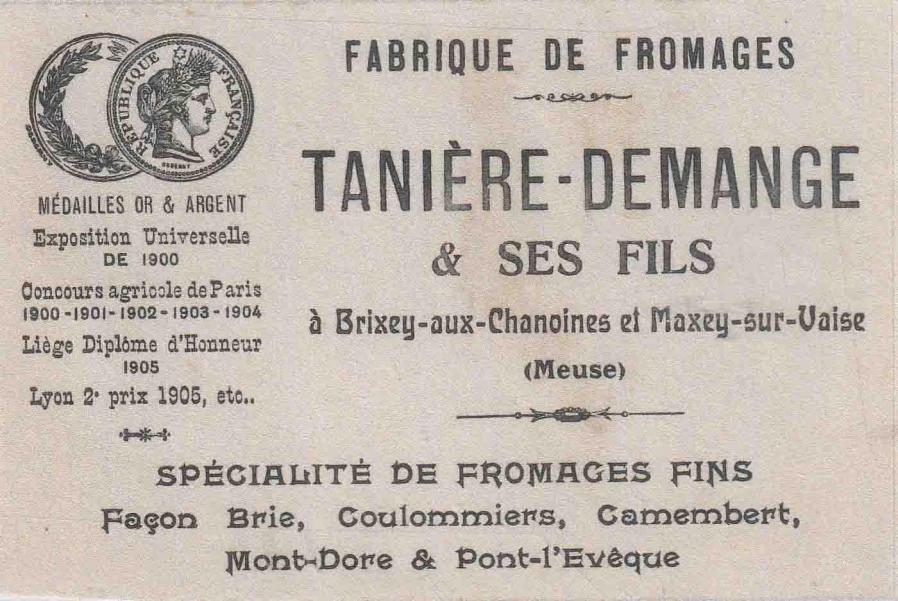 FABRIQUE DE FROMAGES
TANIÈRE-DEMANGE
& SES FILS
à Brixey-aux-Chanoines et Maxey-sur-Vaise
(Meuse)
RÉPUBLIQUE FRANÇAISE
MÉDAILLES OR & ARGENT
Exposition Universelle
DE 1900
Concours agricole de Paris
1900-1901-1902-1903-1904
Liège Diplôme d'Honneur
1905
Lyon 2e prix 1905, etc..
SPÉCIALITÉ DE FROMAGES FINS
Façon Brie, Coulommiers, Camembert,
Mont-Dore & Pont-l'Evêque